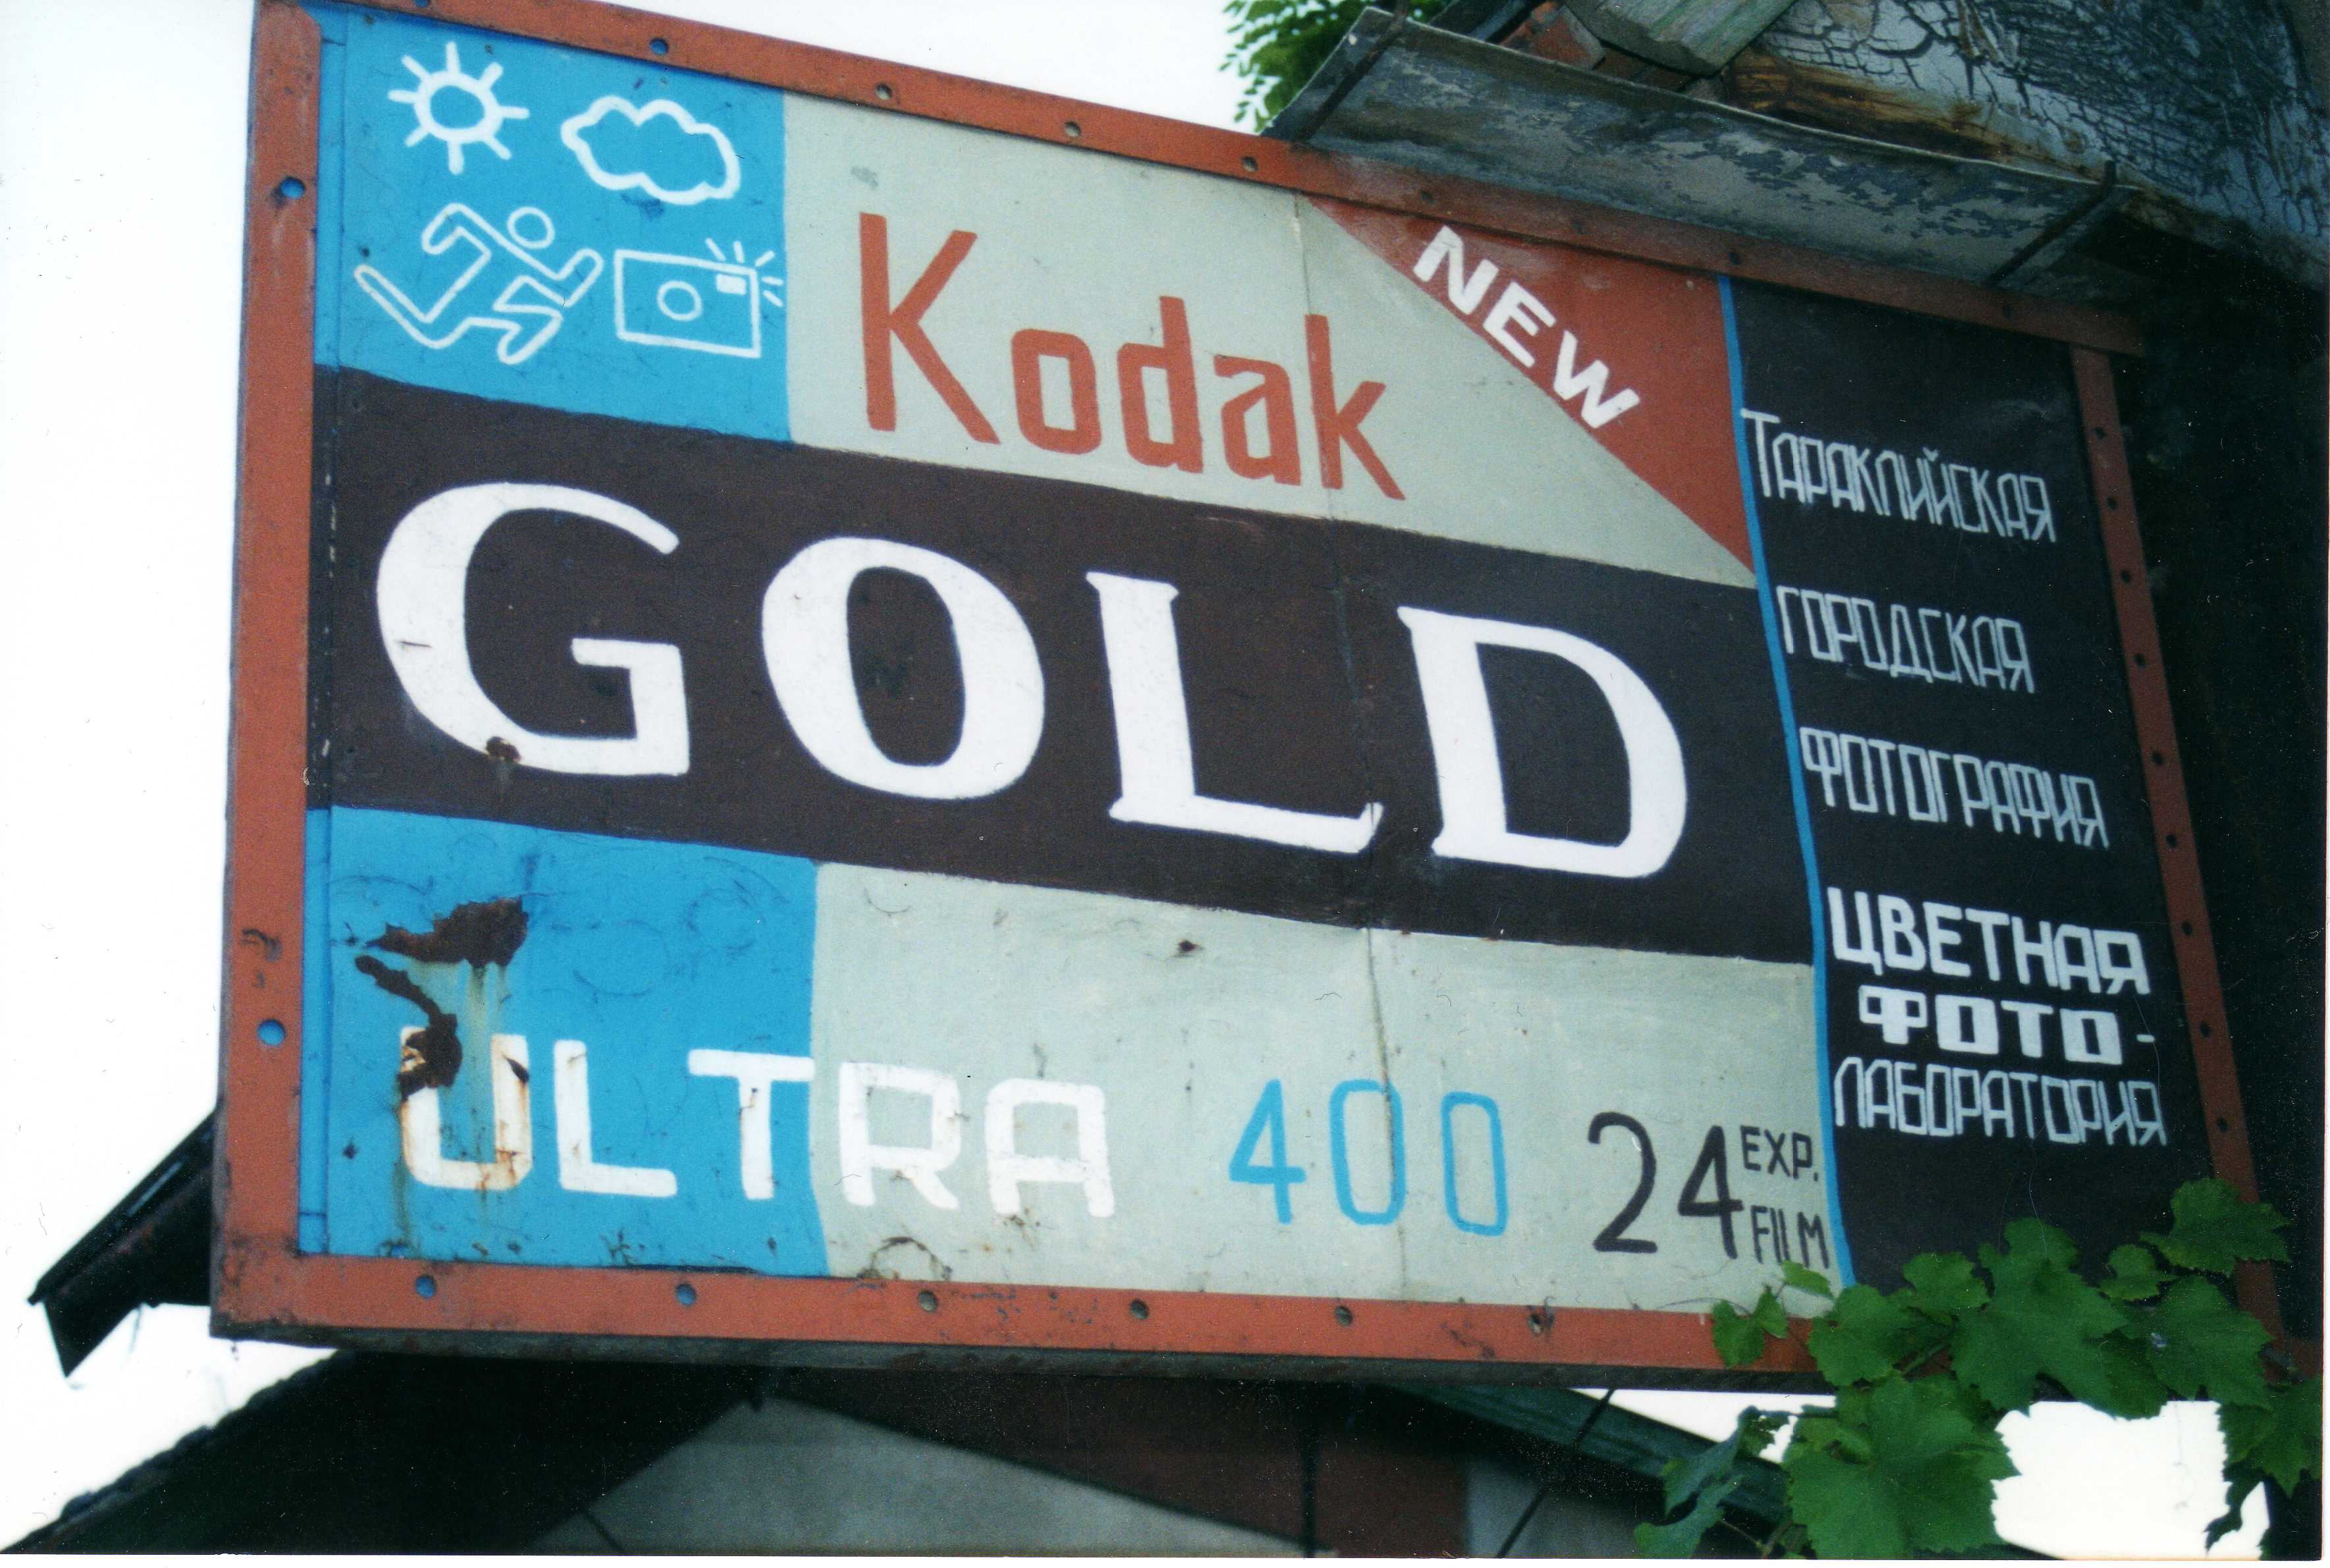 Kodak
NEW
GOLD
ULTRA 400 24 EXP.
FILM
ТАРАКЛИЙСКАЯ
ГОРОДСКАЯ
ФОТОГРАФИЯ
ЦВЕТНАЯ
ФОТО-
ЛАБОРАТОРИЯ